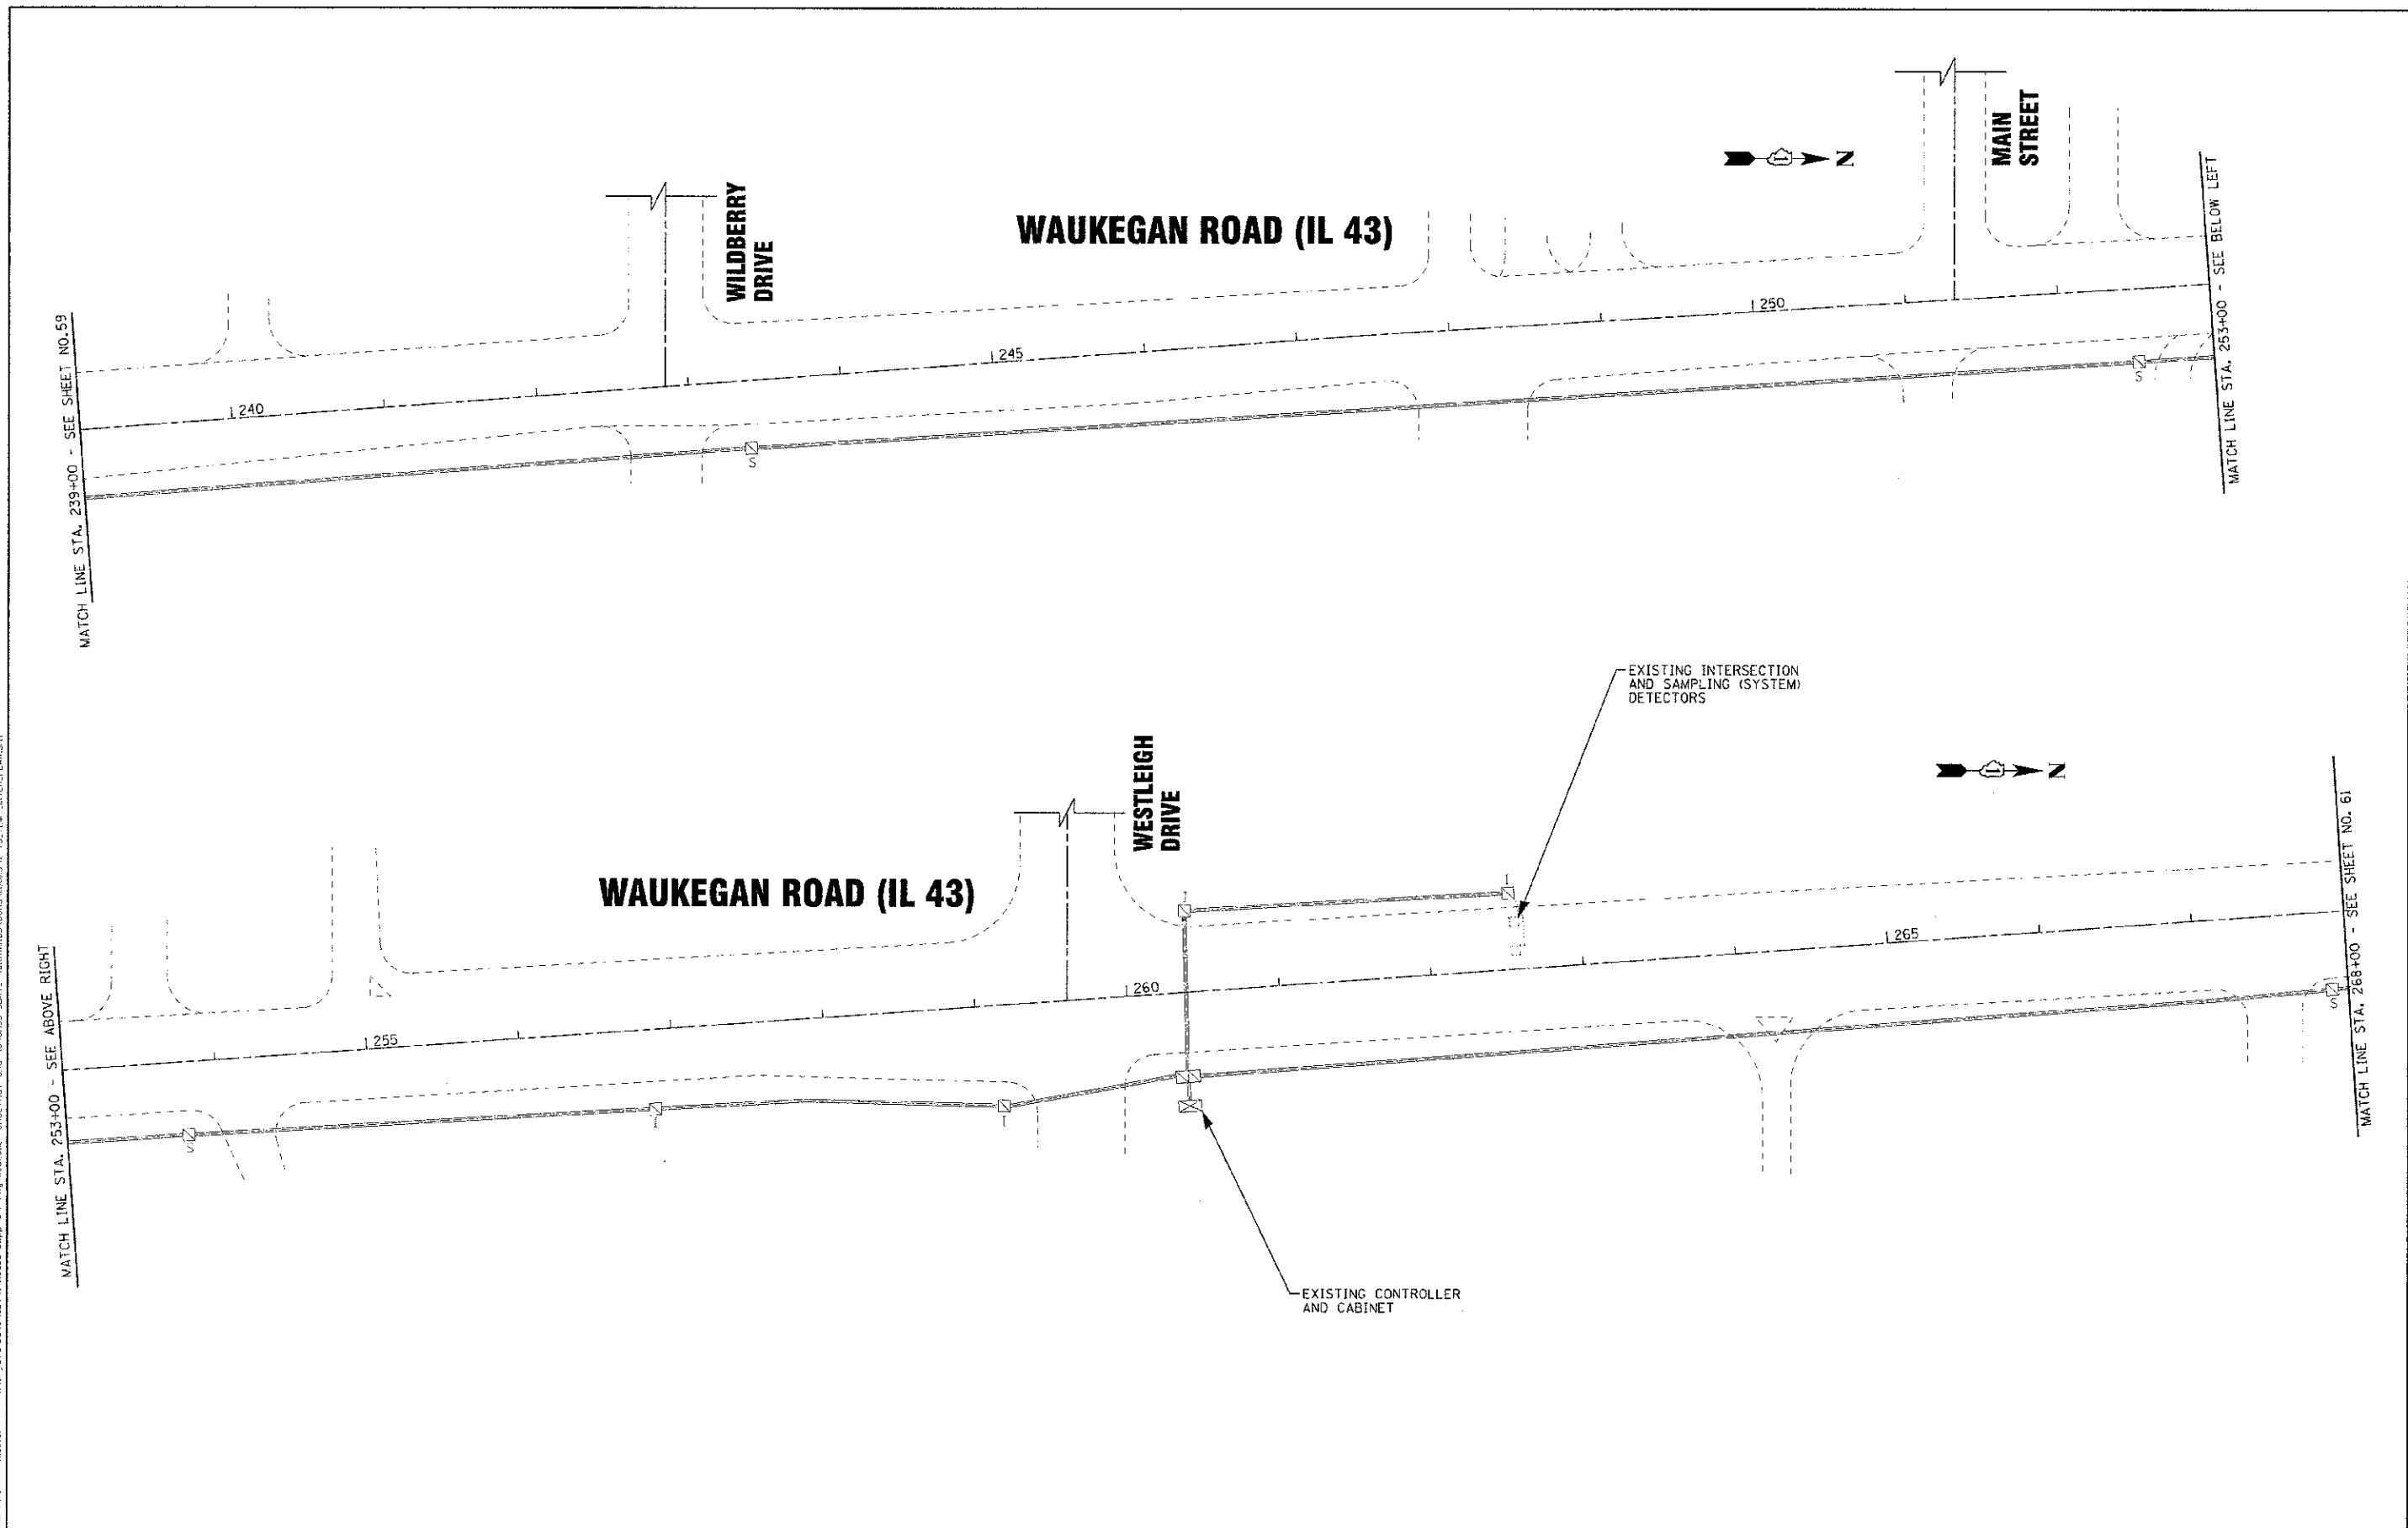 MAIN
STREET
N
WILDBERRY
DRIVE
WAUKEGAN ROAD (IL 43)
MATCH LINE STA. 253+00 - SEE BELOW LEFT
250
MATCH LINE STA. 239+00 - SEE SHEET NO.59
245
240
S
S
EXISTING INTERSECTION
AND SAMPLING (SYSTEM)
DETECTORS
WESTLEIGH
DRIVE
N
WAUKEGAN ROAD (IL 43)
I
I
MATCH LINE STA. 268+00 - SEE SHEET NO. 61
265
MATCH LINE STA. 253+00 - SEE ABOVE RIGHT
260
255
S
I
I
S
EXISTING CONTROLLER
AND CABINET